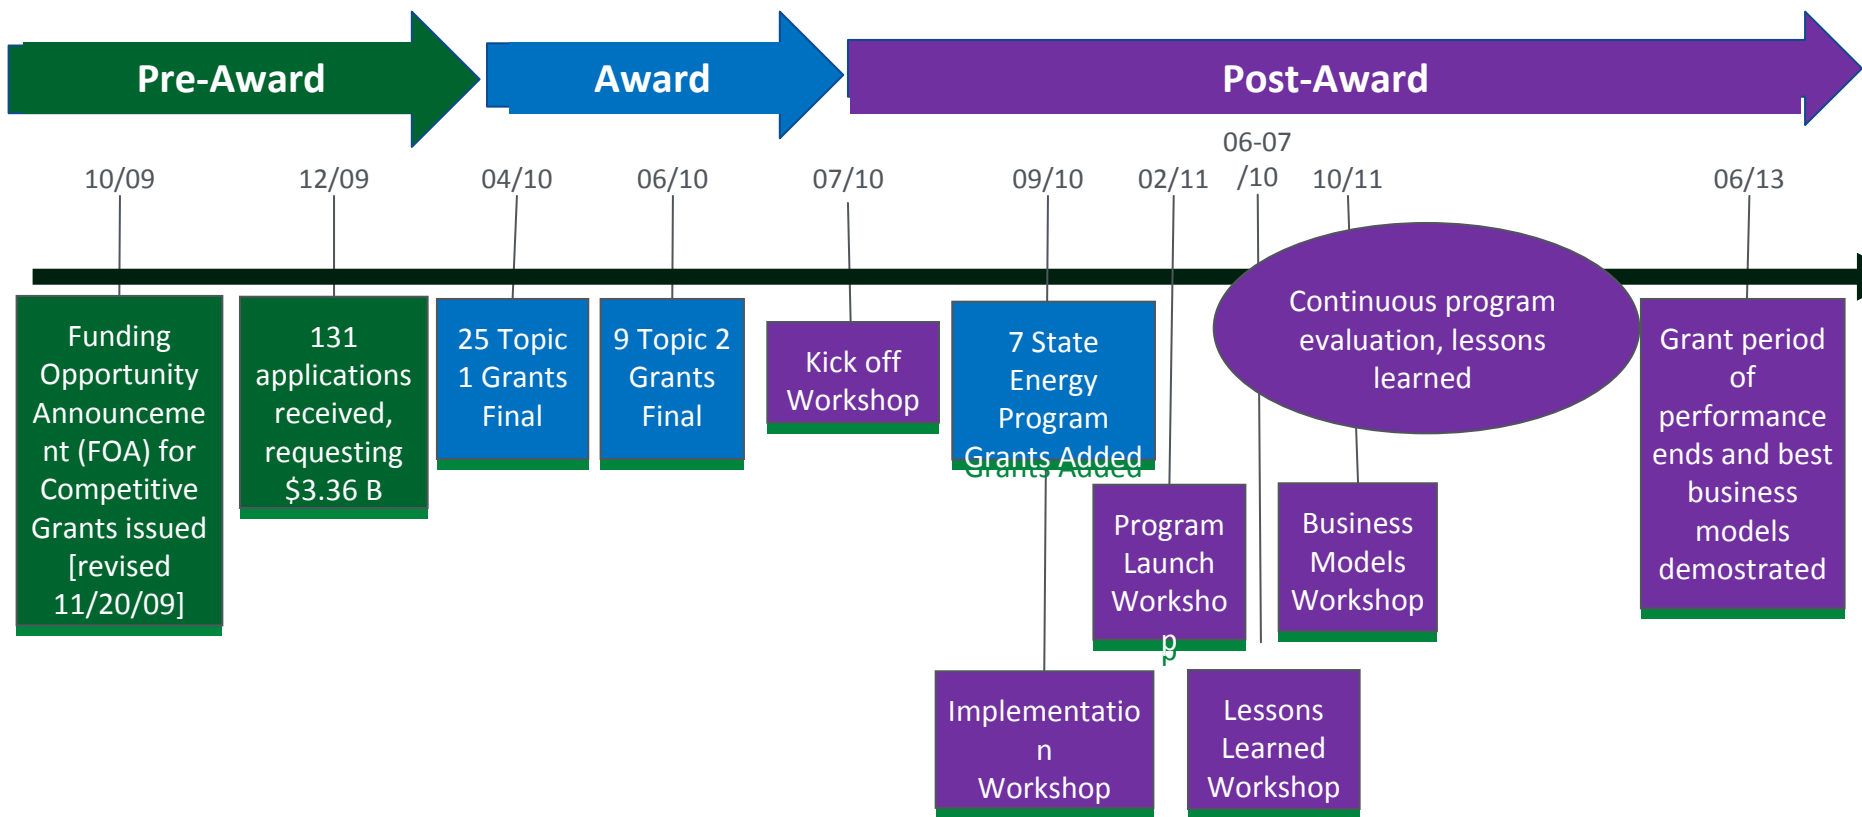 Pre-Award
Award
Post-Award
10/09
12/09
04/10
06/10
07/10
09/10
02/11
06-07
/10
10/11
06/13
Funding
Opportunity
Announceme
nt (FOA) for
Competitive
Grants issued
[revised
11/20/09]
131
applications
received,
requesting
$3.36 B
25 Topic
1 Grants
Final
9 Topic 2
Grants
Final
Kick off
Workshop
7 State
Energy
Program
Grants Added
Implementatio
n
Workshop
Program
Launch
Worksho
p
Lessons
Learned
Workshop
Continuous program
evaluation, lessons
learned
Business
Models
Workshop
Grant period
of
performance
ends and best
business
models
demostrated